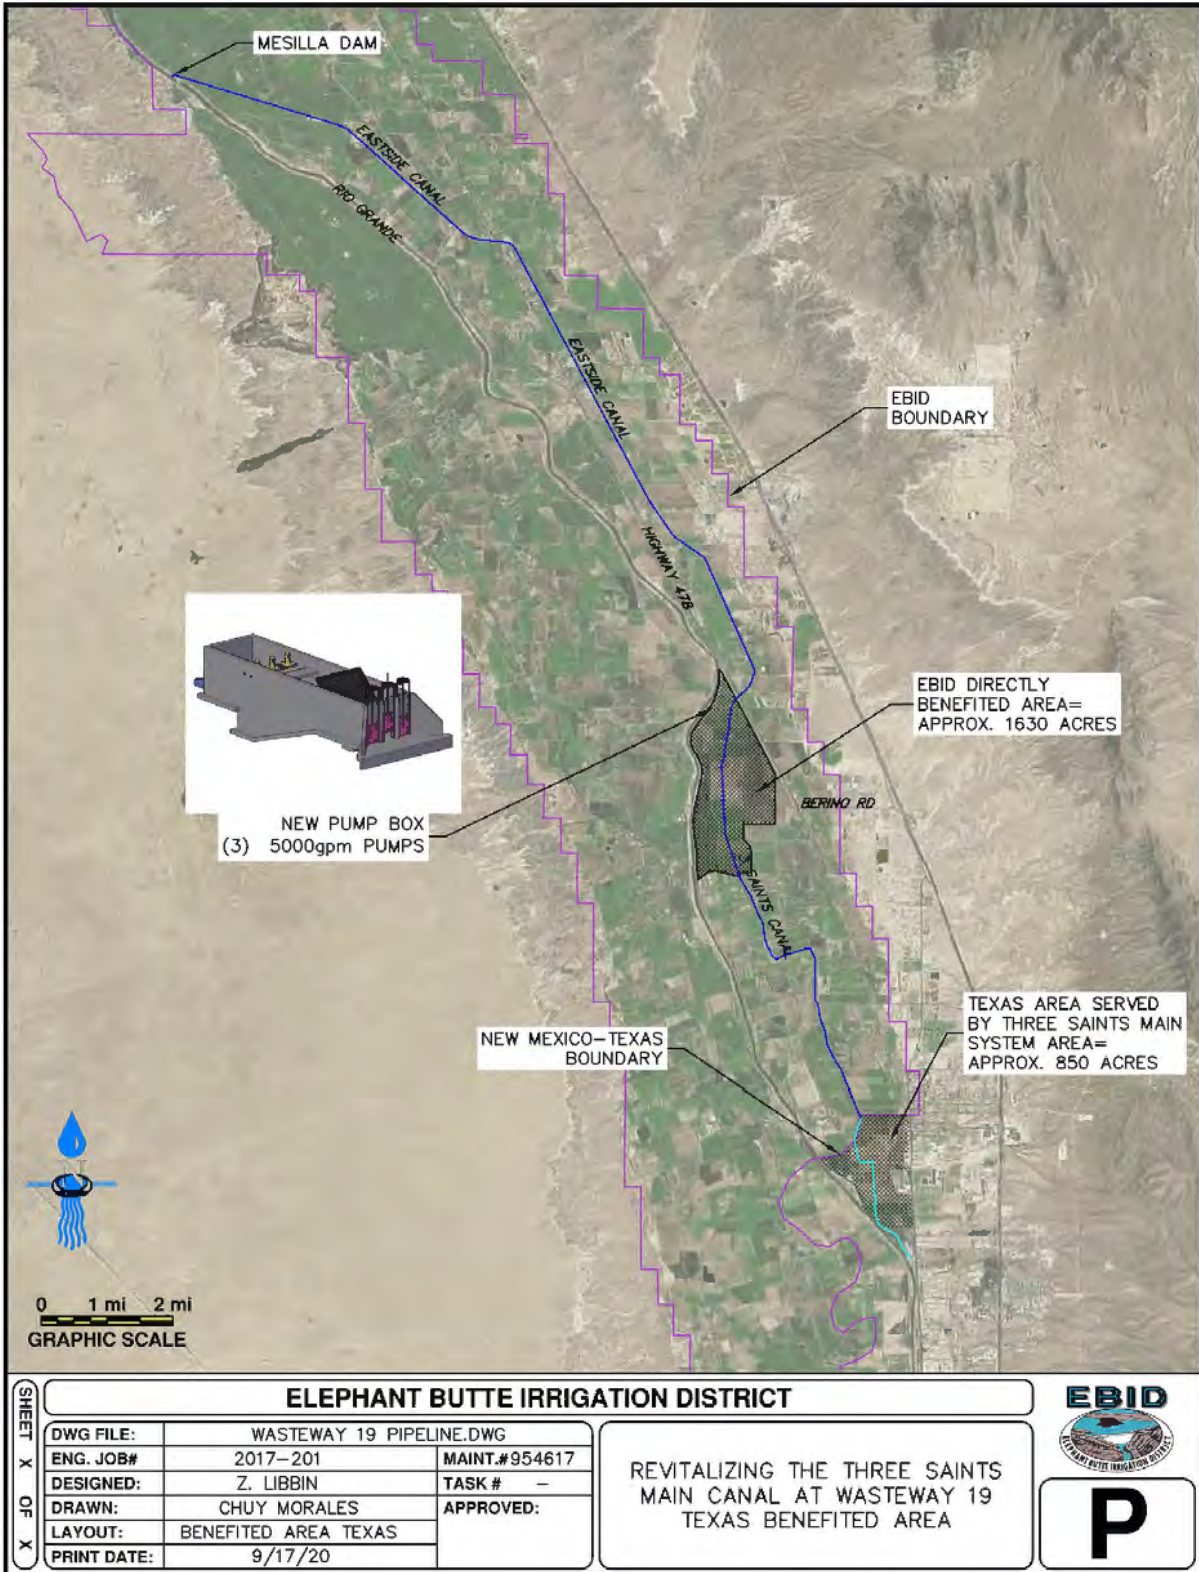 MESILLA DAM
EASTSIDE CANAL
RIO GRANDE
EASTSIDE CANAL
EBID
BOUNDARY
HIGHWAY 478
EBID DIRECTLY
BENEFITED AREA=
APPROX. 1630 ACRES
BERINO RD
NEW PUMP BOX
(3) 5000gpm PUMPS
3 SAINTS CANAL
NEW MEXICO-TEXAS
BOUNDARY
TEXAS AREA SERVED
BY THREE SAINTS MAIN
SYSTEM AREA=
APPROX. 850 ACRES
N
0 1 mi 2 mi
GRAPHIC SCALE
SHEET X OF X
ELEPHANT BUTTE IRRIGATION DISTRICT
DWG FILE: WASTEWAY 19 PIPELINE.DWG
ENG. JOB# 2017-201 MAINT.# 954617
DESIGNED: Z. LIBBIN TASK # -
DRAWN: CHUY MORALES APPROVED:
LAYOUT: BENEFITED AREA TEXAS
PRINT DATE: 9/17/20
REVITALIZING THE THREE SAINTS
MAIN CANAL AT WASTEWAY 19
TEXAS BENEFITED AREA
EBID
ELEPHANT BUTTE IRRIGATION DISTRICT
P